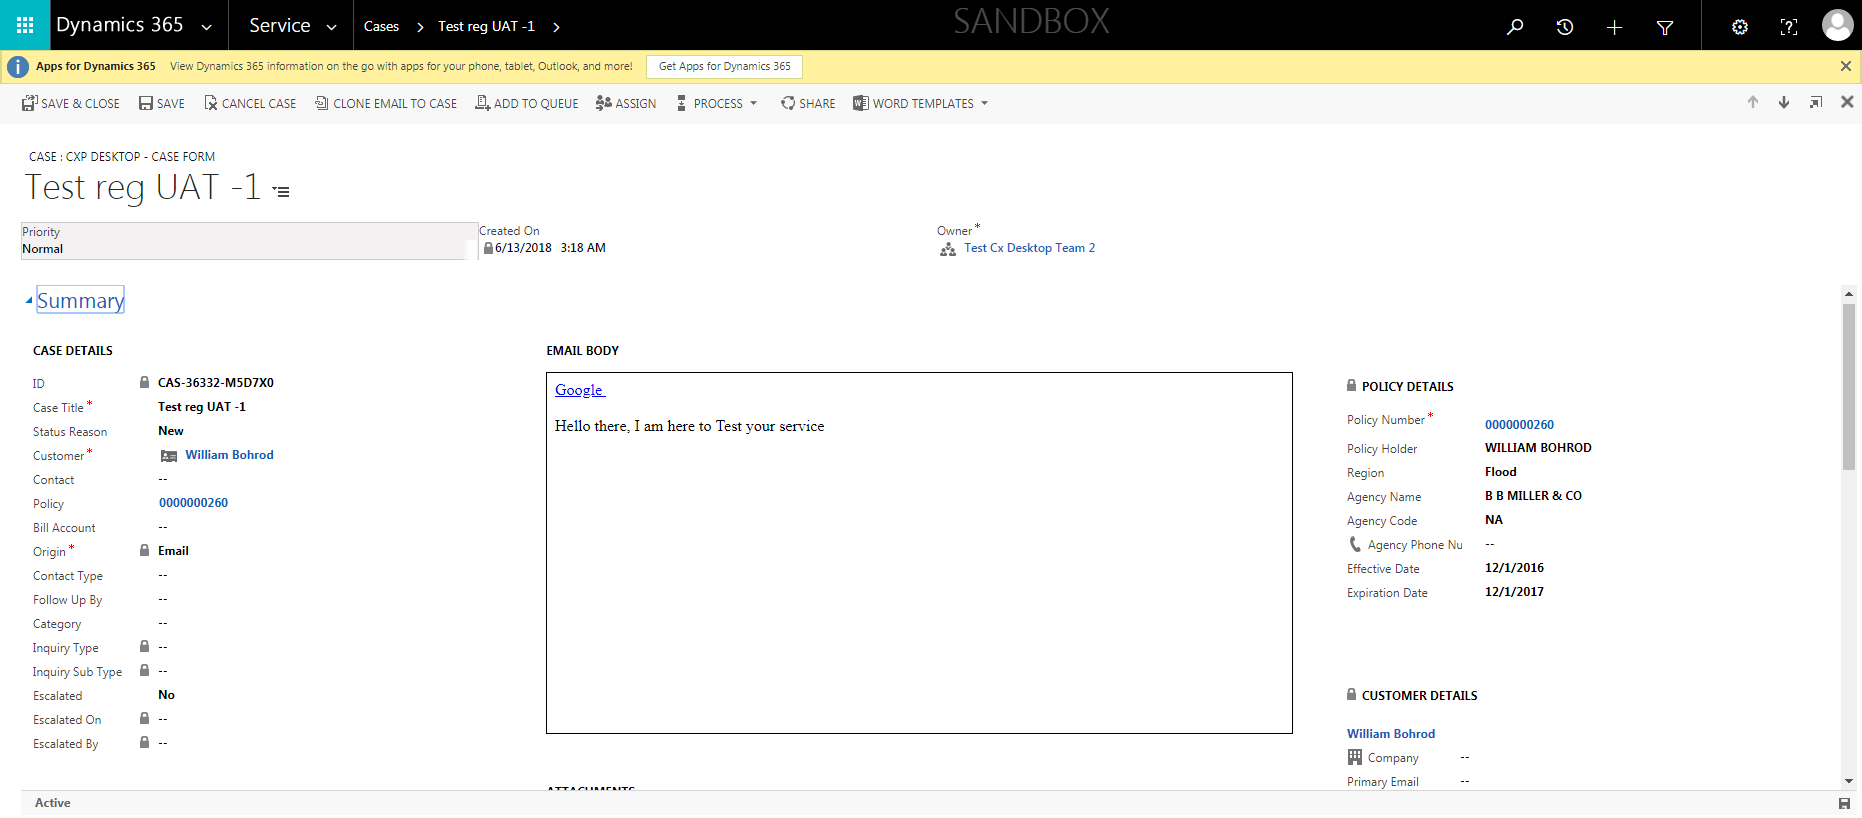 Dynamics 365 Service Cases Test reg UAT -1 SANDBOX
Apps for Dynamics 365 View Dynamics 365 information on the go with apps for your phone, tablet, Outlook, and more! Get Apps for Dynamics 365
SAVE & CLOSE SAVE CANCEL CASE CLONE EMAIL TO CASE ADD TO QUEUE ASSIGN PROCESS SHARE WORD TEMPLATES
CASE : CXP DESKTOP - CASE FORM
Test reg UAT -1
Priority
Normal
Created On
6/13/2018 3:18 AM
Owner *
Test Cx Desktop Team 2
Summary
CASE DETAILS
ID CAS-36332-M5D7X0
Case Title * Test reg UAT -1
Status Reason New
Customer * William Bohrod
Contact --
Policy 0000000260
Bill Account --
Origin * Email
Contact Type --
Follow Up By --
Category --
Inquiry Type --
Inquiry Sub Type --
Escalated No
Escalated On --
Escalated By --
EMAIL BODY
Google
Hello there, I am here to Test your service
ATTACHMENTS
POLICY DETAILS
Policy Number * 0000000260
Policy Holder WILLIAM BOHROD
Region Flood
Agency Name B B MILLER & CO
Agency Code NA
Agency Phone Nu --
Effective Date 12/1/2016
Expiration Date 12/1/2017
CUSTOMER DETAILS
William Bohrod
Company --
Primary Email --
Active